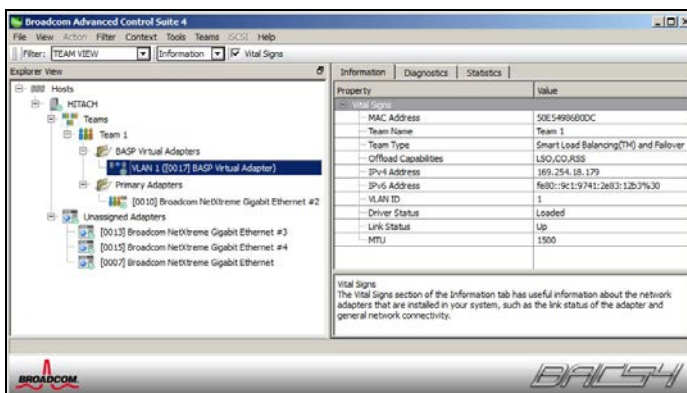 Broadcom Advanced Control Suite 4
File View Action Filter Context Tools Teams iSCSI Help
Filter: TEAM VIEW Information Vital Signs
Explorer View
Hosts
HITACH
Teams
Team 1
BASP Virtual Adapters
VLAN 1 ([0017] BASP Virtual Adapter)
Primary Adapters
[0010] Broadcom NetXtreme Gigabit Ethernet #2
Unassigned Adapters
[0013] Broadcom NetXtreme Gigabit Ethernet #3
[0015] Broadcom NetXtreme Gigabit Ethernet #4
[0007] Broadcom NetXtreme Gigabit Ethernet
Information Diagnostics Statistics
Property Value
Vital Signs
MAC Address 50E54986B0DC
Team Name Team 1
Team Type Smart Load Balancing(TM) and Failover
Offload Capabilities LSO,CO,RSS
IPv4 Address 169.254.18.179
IPv6 Address fe80::9c1:9741:2e83:12b3%30
VLAN ID 1
Driver Status Loaded
Link Status Up
MTU 1500
Vital Signs
The Vital Signs section of the Information tab has useful information about the network
adapters that are installed in your system, such as the link status of the adapter and
general network connectivity.
BROADCOM
BACS4